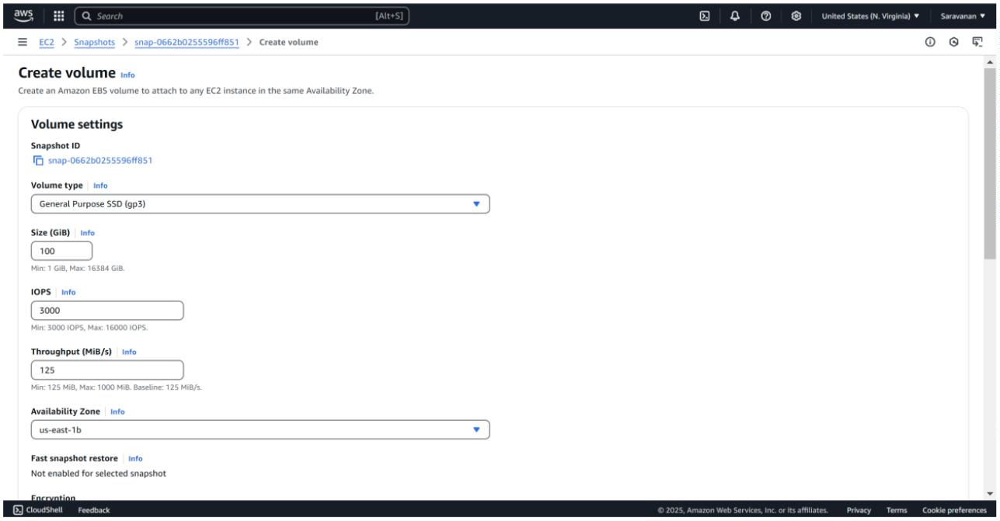 aws Search [Alt+S] United States (N. Virginia) Saravanan
EC2 > Snapshots > snap-0662b0255596ff851 > Create volume
Create volume Info
Create an Amazon EBS volume to attach to any EC2 instance in the same Availability Zone.
Volume settings
Snapshot ID
snap-0662b0255596ff851
Volume type Info
General Purpose SSD (gp3)
Size (GiB) Info
100
Min: 1 GiB, Max: 16384 GiB.
IOPS Info
3000
Min: 3000 IOPS, Max: 16000 IOPS.
Throughput (MiB/s) Info
125
Min: 125 MiB, Max: 1000 MiB. Baseline: 125 MiB/s.
Availability Zone Info
us-east-1b
Fast snapshot restore Info
Not enabled for selected snapshot
Encryption
CloudShell Feedback © 2025, Amazon Web Services, Inc. or its affiliates. Privacy Terms Cookie preferences